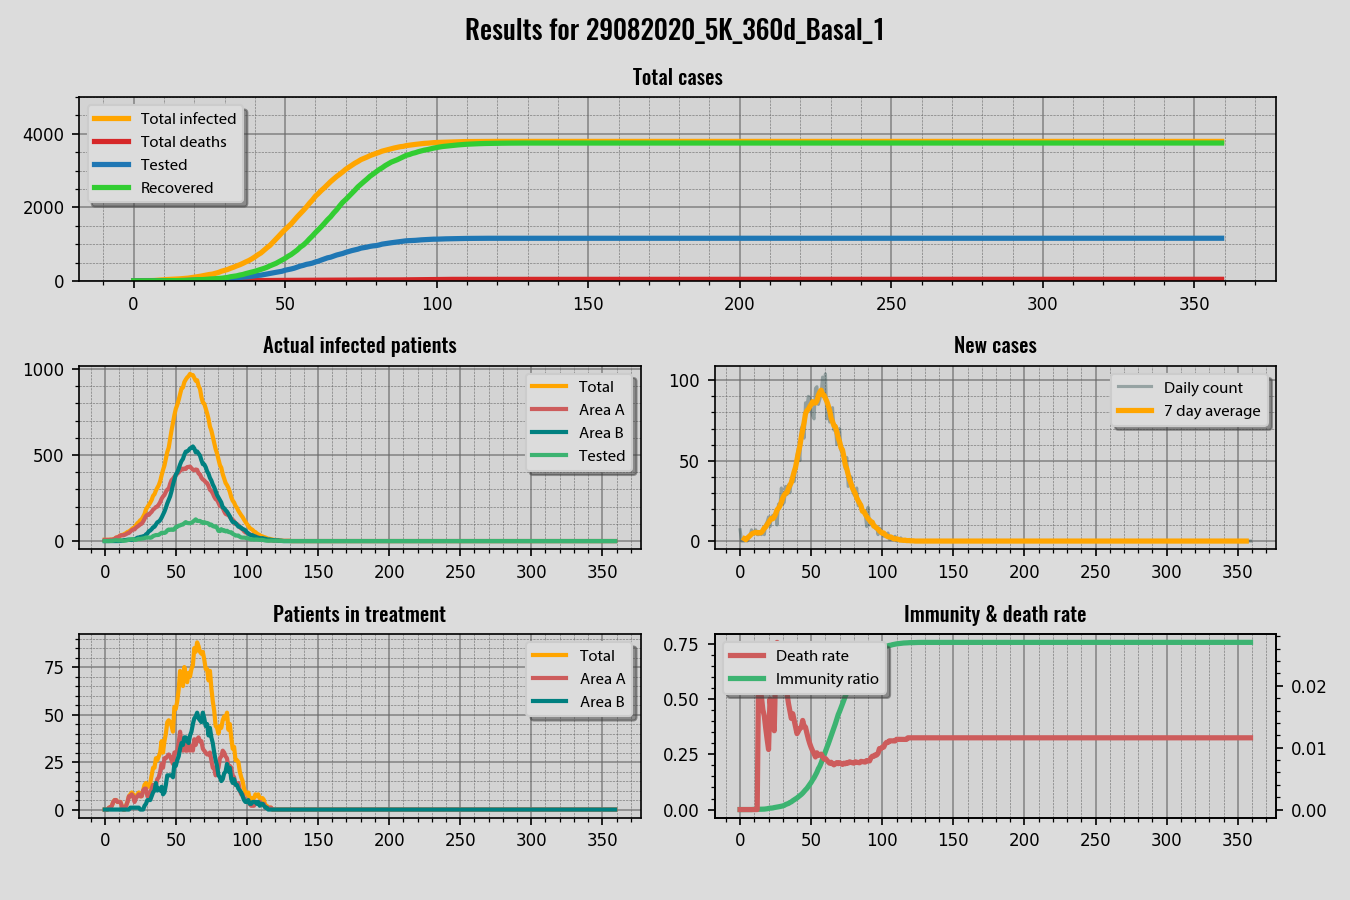 Results for 29082020_5K_360d_Basal_1
Total cases
Total infected
Total deaths
Tested
Recovered
4000
2000
0
0 50 100 150 200 250 300 350
Actual infected patients
Total
Area A
Area B
Tested
1000
500
0
0 50 100 150 200 250 300 350
New cases
Daily count
7 day average
100
50
0
0 50 100 150 200 250 300 350
Patients in treatment
Total
Area A
Area B
75
50
25
0
0 50 100 150 200 250 300 350
Immunity & death rate
Death rate
Immunity ratio
0.75
0.50
0.25
0.00
0.02
0.01
0.00
0 50 100 150 200 250 300 350